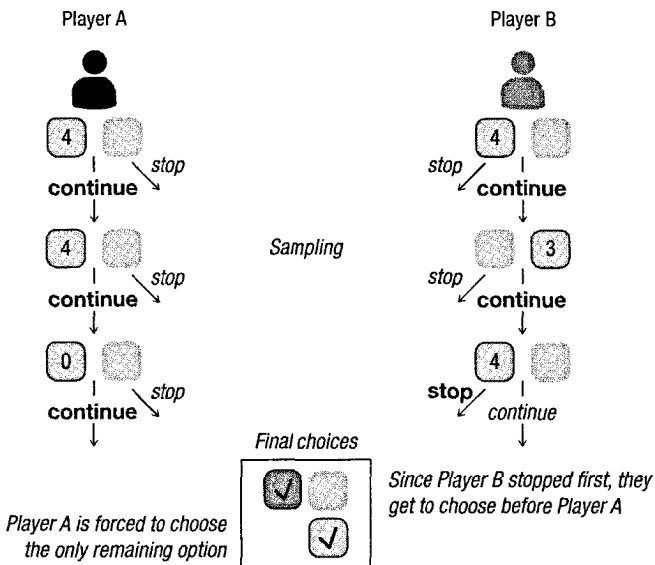 Player A
Player B
4
stop
continue
4
stop
continue
4
stop
continue
Sampling
3
stop
continue
0
stop
continue
4
stop
continue
Final choices
Player A is forced to choose
the only remaining option
Since Player B stopped first, they
get to choose before Player A